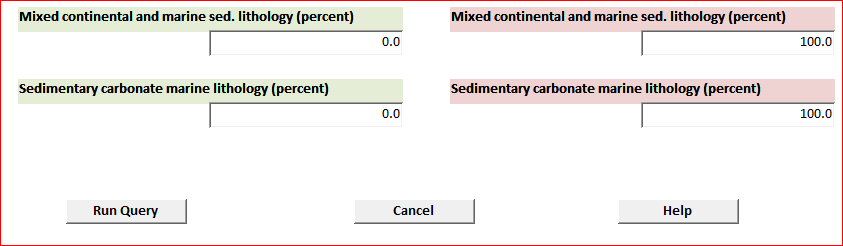 Mixed continental and marine sed. lithology (percent) Mixed continental and marine sed. lithology (percent)
0.0 100.0
Sedimentary carbonate marine lithology (percent) Sedimentary carbonate marine lithology (percent)
0.0 100.0
Run Query Cancel Help